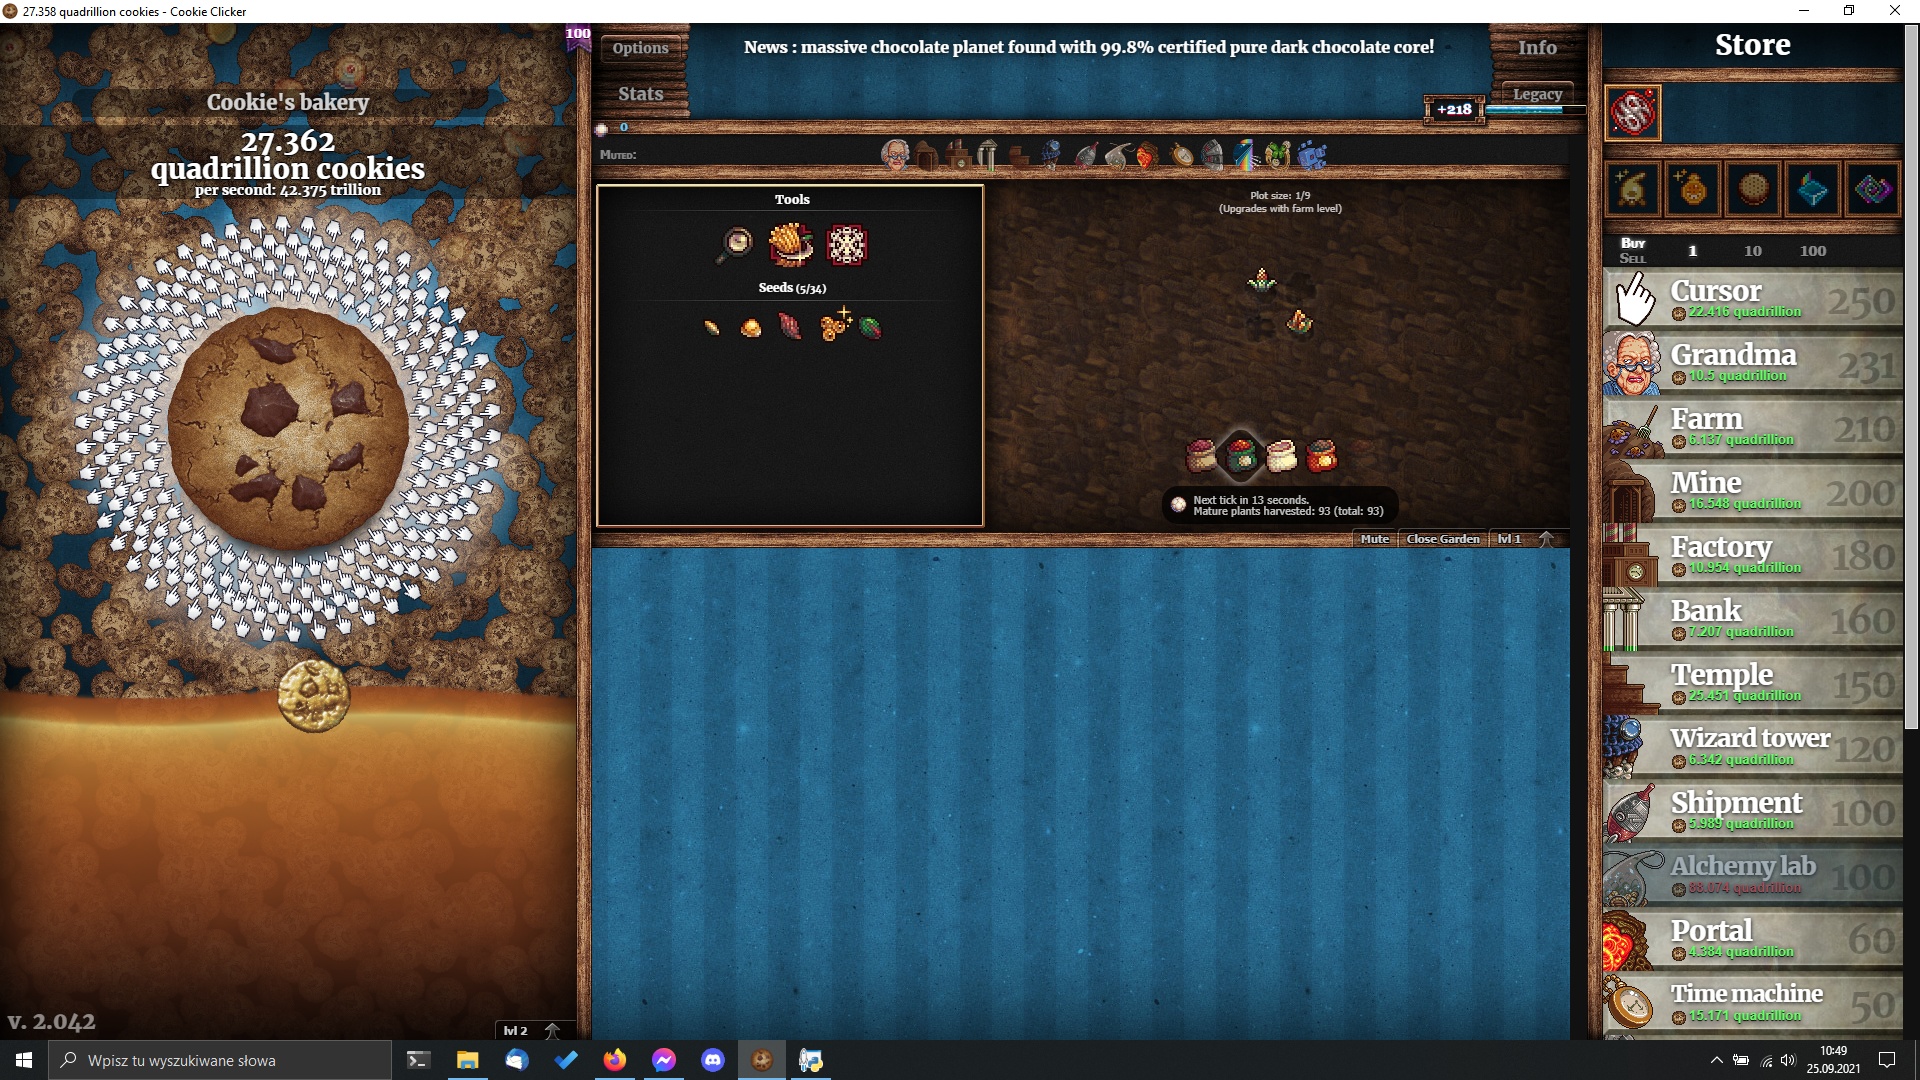 27.358 quadrillion cookies - Cookie Clicker
100
Options
Stats
News : massive chocolate planet found with 99.8% certified pure dark chocolate core!
Info
Legacy
+218
0
Muted:
Cookie's bakery
27.362
quadrillion cookies
per second: 42.375 trillion
Tools
Seeds (5/34)
Plot size: 1/9
(Upgrades with farm level)
Next tick in 13 seconds.
Mature plants harvested: 93 (total: 93)
Mute
Close Garden
lvl 1
Store
Buy
Sell
1
10
100
Cursor
22.416 quadrillion
250
Grandma
10.5 quadrillion
231
Farm
6.137 quadrillion
210
Mine
16.548 quadrillion
200
Factory
10.954 quadrillion
180
Bank
7.207 quadrillion
160
Temple
25.451 quadrillion
150
Wizard tower
6.342 quadrillion
120
Shipment
5.989 quadrillion
100
Alchemy lab
88.074 quadrillion
100
Portal
4.384 quadrillion
60
Time machine
15.171 quadrillion
50
v. 2.042
lvl 2
Wpisz tu wyszukiwane słowa
10:49
25.09.2021